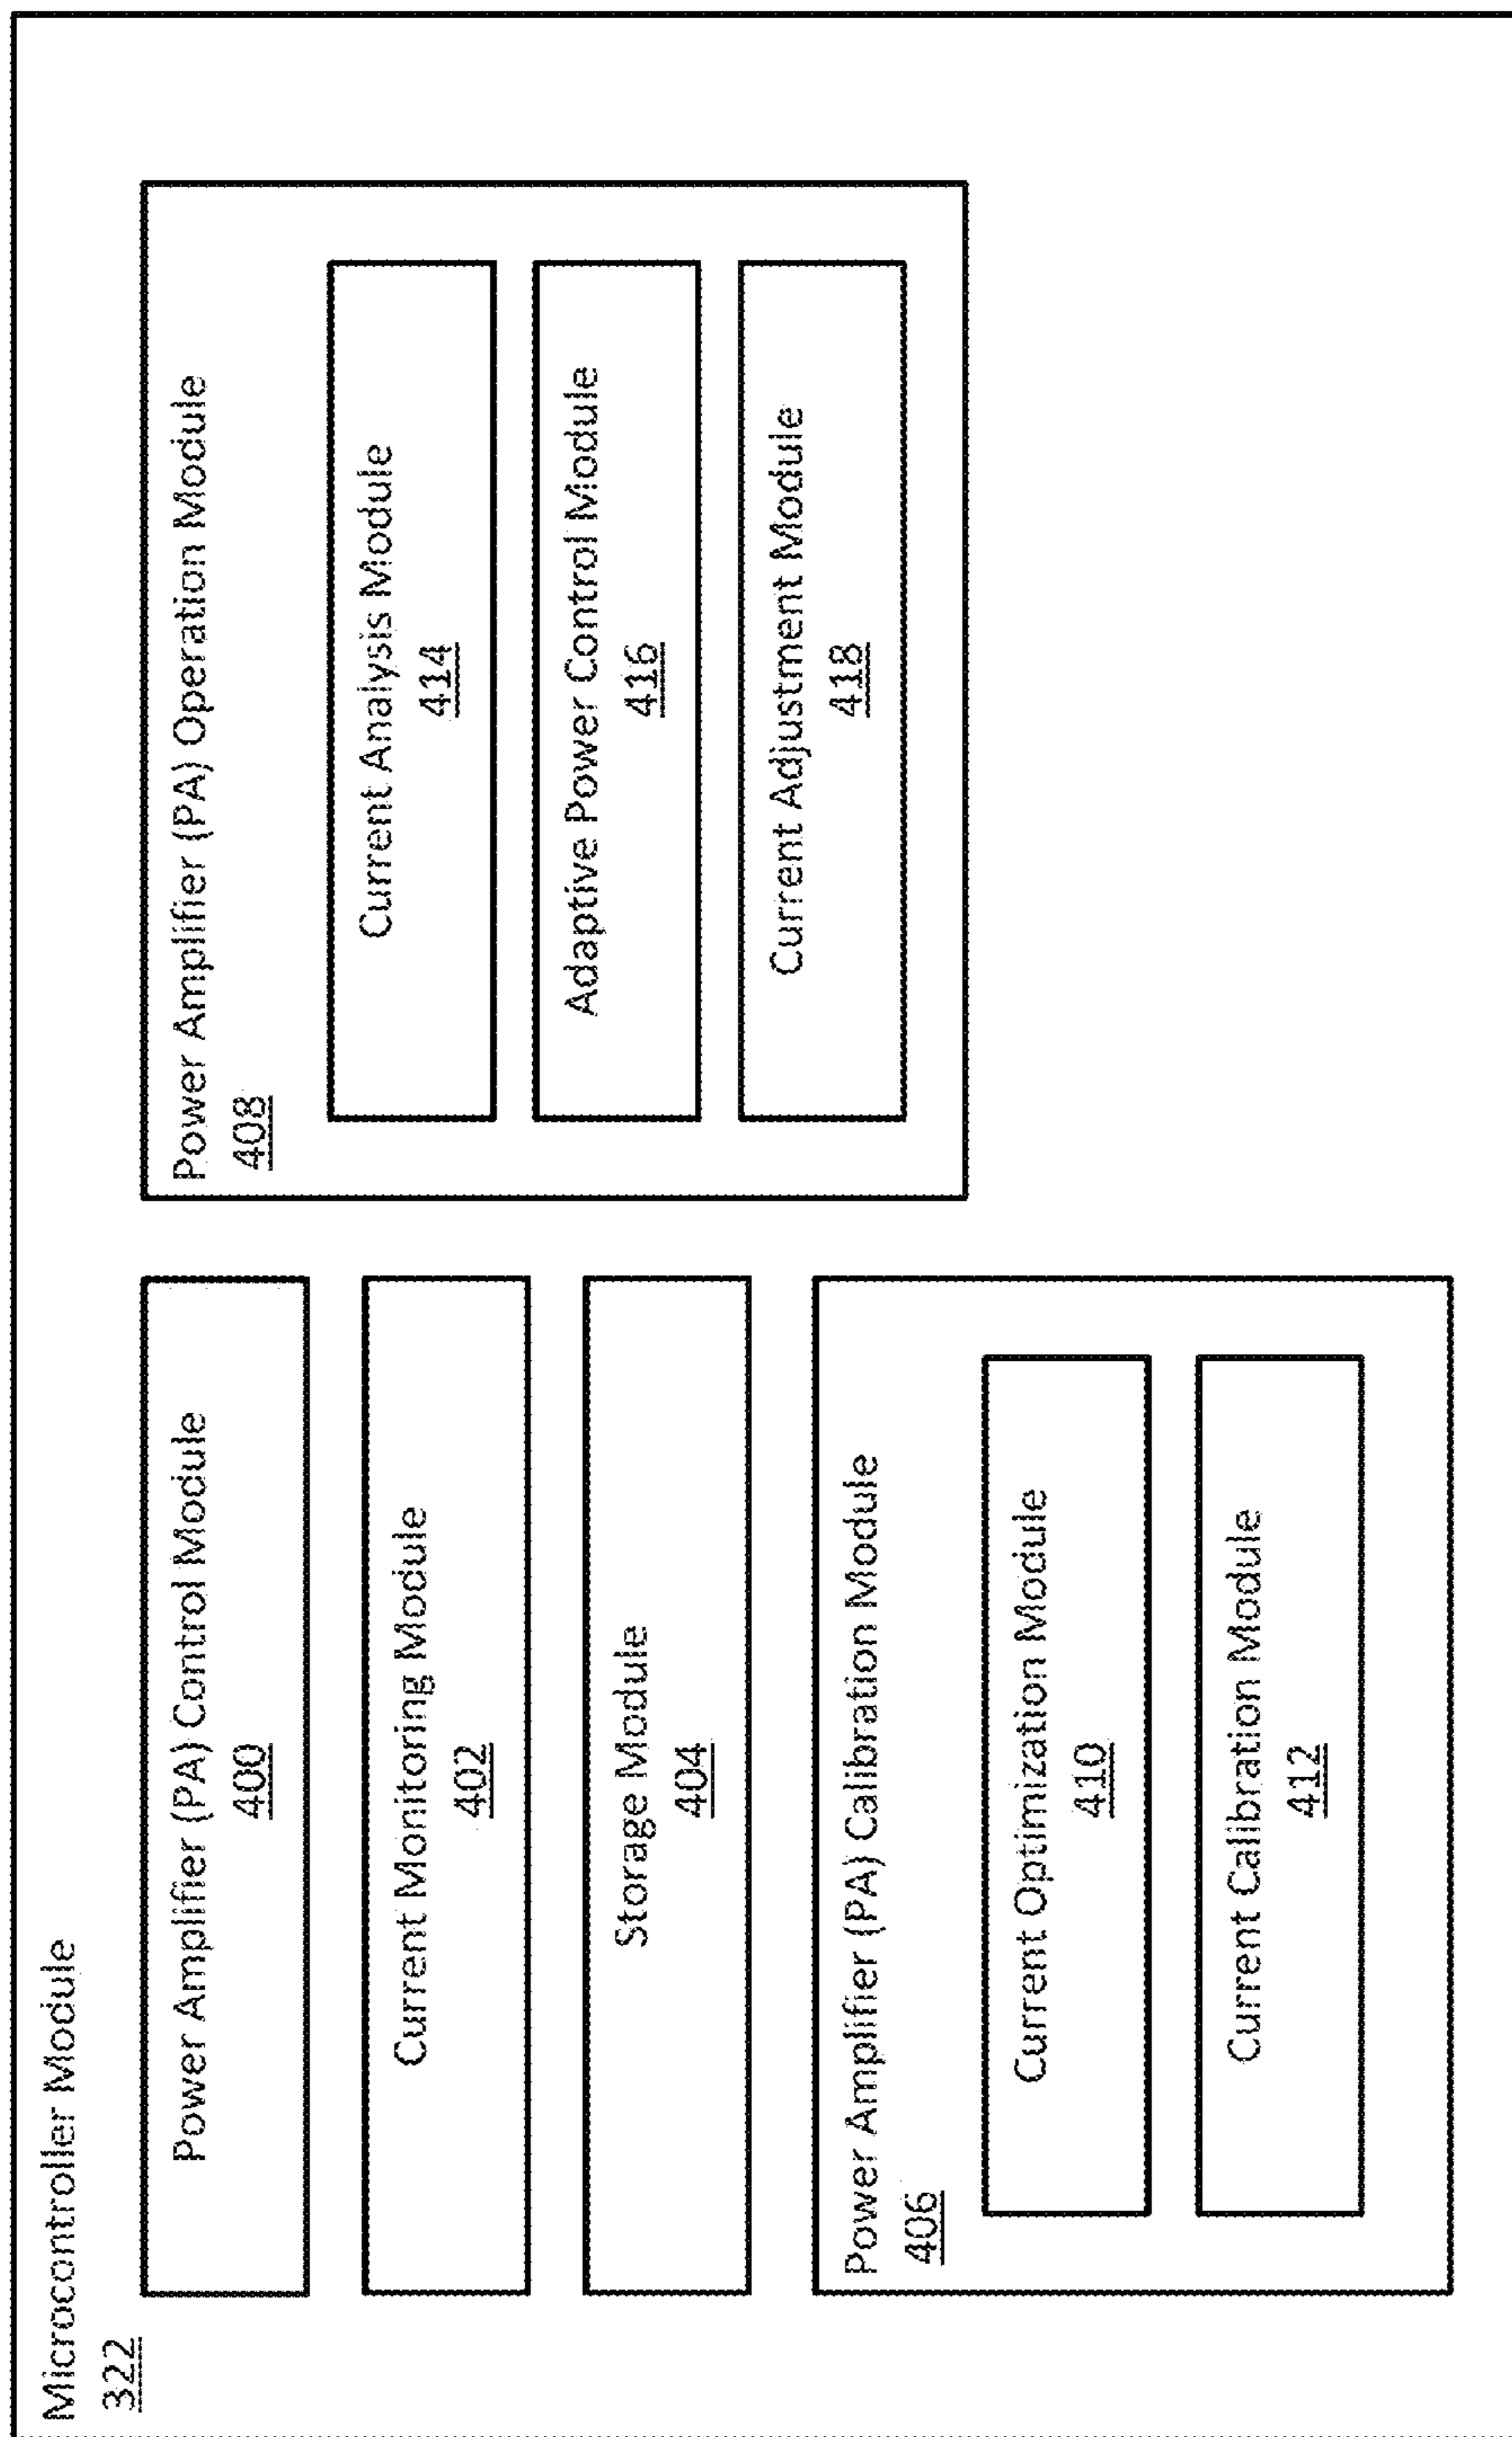 Microcontroller Module
322
Power Amplifier (PA) Control Module
400
Current Monitoring Module
402
Storage Module
404
Power Amplifier (PA) Calibration Module
406
Current Optimization Module
410
Current Calibration Module
412
Power Amplifier (PA) Operation Module
408
Current Analysis Module
414
Adaptive Power Control Module
416
Current Adjustment Module
418